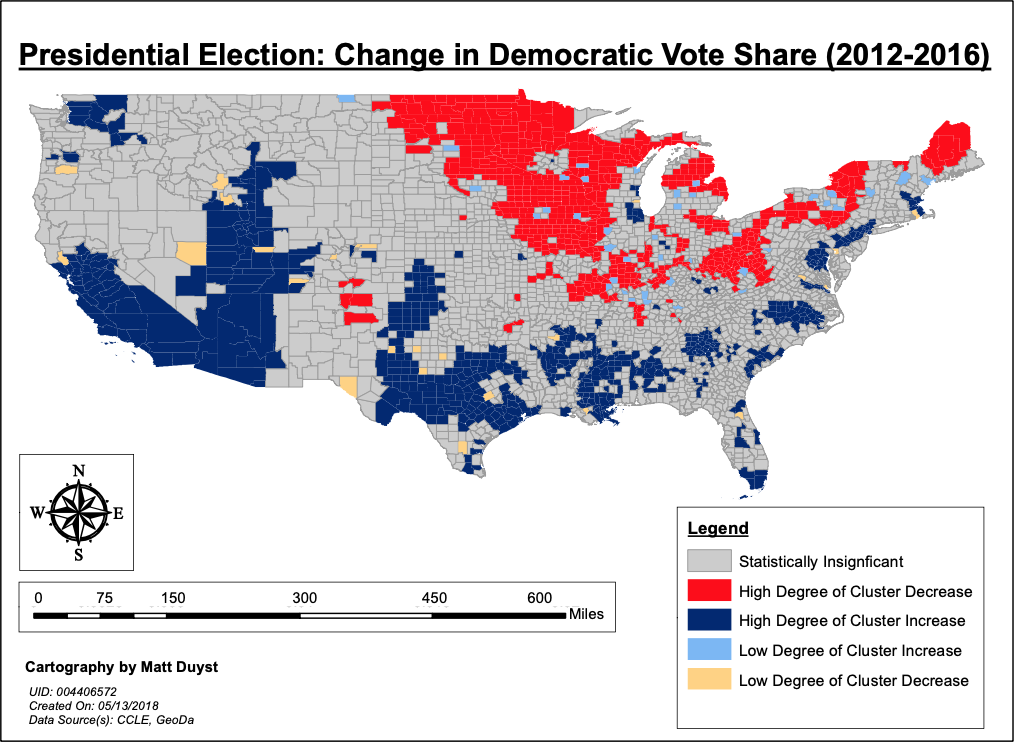 Presidential Election: Change in Democratic Vote Share (2012-2016)
N
W E
S
0 75 150 300 450 600
Miles
Legend
Statistically Insignficant
High Degree of Cluster Decrease
High Degree of Cluster Increase
Low Degree of Cluster Increase
Low Degree of Cluster Decrease
Cartography by Matt Duyst
UID: 004406572
Created On: 05/13/2018
Data Source(s): CCLE, GeoDa